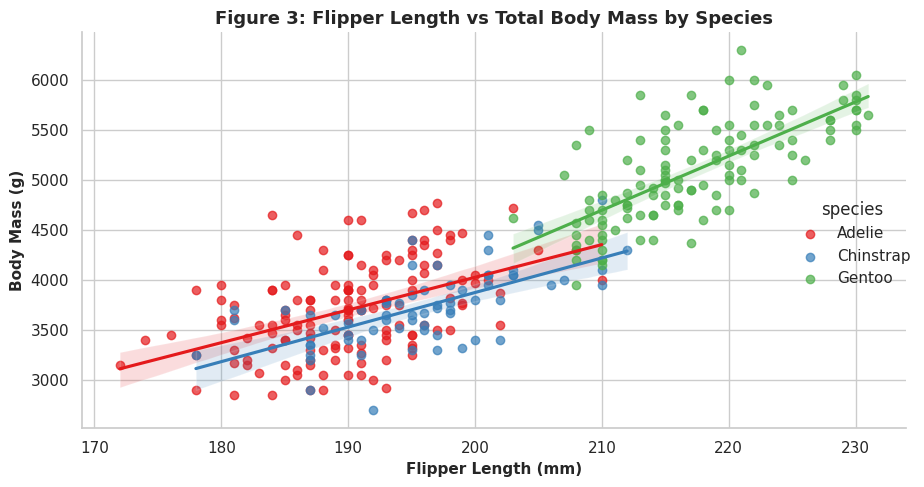 Figure 3: Flipper Length vs Total Body Mass by Species
Body Mass (g)
6000
5500
5000
4500
4000
3500
3000
species
Adelie
Chinstrap
Gentoo
170 180 190 200 210 220 230
Flipper Length (mm)